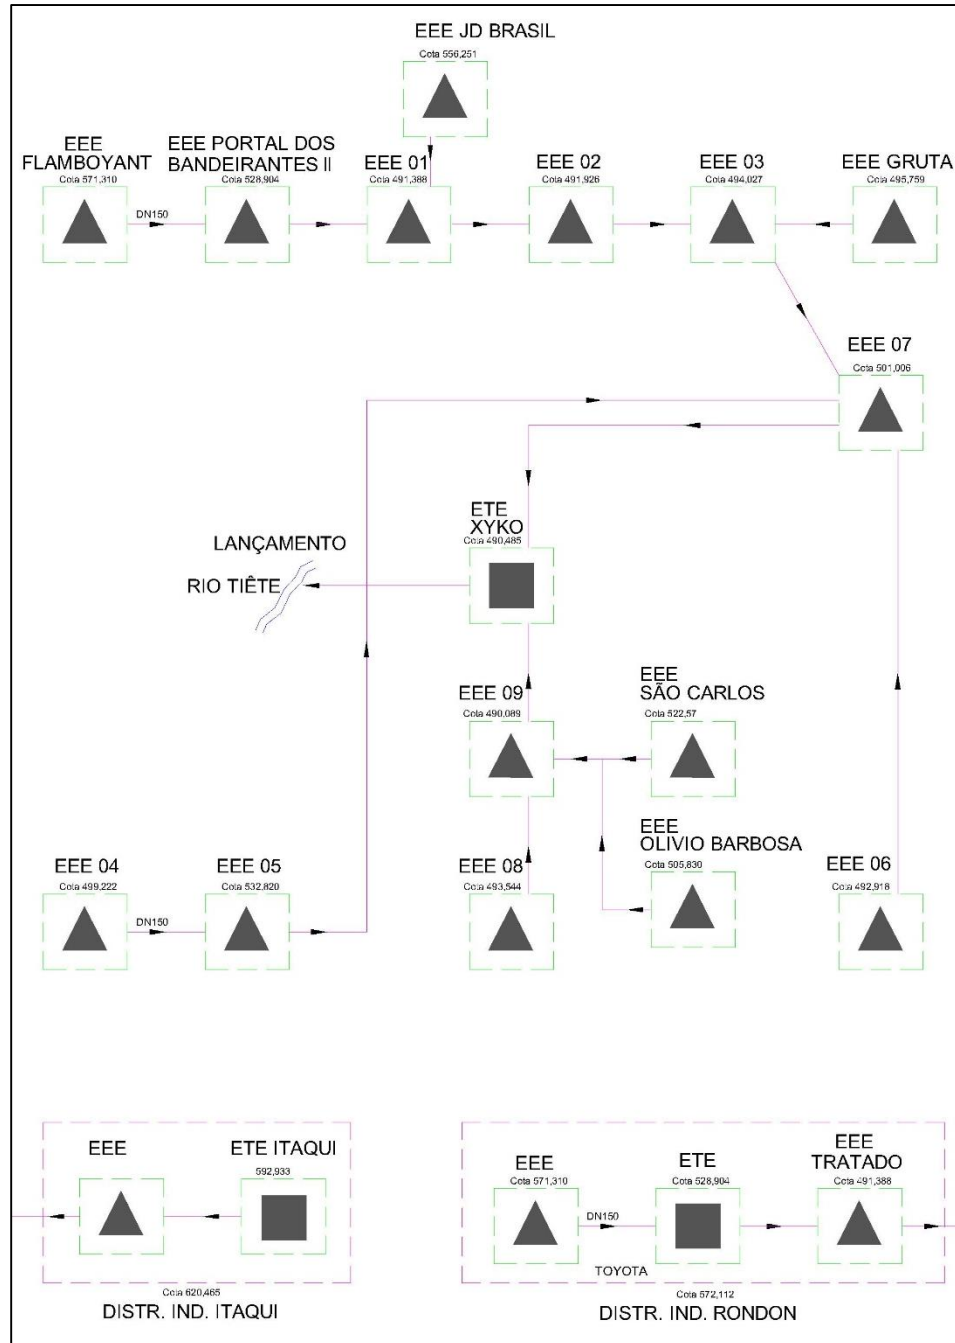 EEE JD BRASIL
Cota 556,251
EEE
FLAMBOYANT
Cota 571,310
EEE PORTAL DOS
BANDEIRANTES II
Cota 528,904
EEE 01
Cota 491,388
EEE 02
Cota 491,926
EEE 03
Cota 494,027
EEE GRUTA
Cota 495,759
DN150
EEE 07
Cota 501,006
ETE
XYKO
Cota 490,485
LANÇAMENTO
RIO TIÊTE
EEE 09
Cota 490,089
EEE
SÃO CARLOS
Cota 522,57
EEE
OLIVIO BARBOSA
Cota 505,830
EEE 04
Cota 499,222
EEE 05
Cota 532,820
EEE 08
Cota 493,544
EEE 06
Cota 492,918
DN150
EEE
ETE ITAQUI
592,933
Cota 620,465
DISTR. IND. ITAQUI
EEE
Cota 571,310
ETE
Cota 528,904
EEE
TRATADO
Cota 491,388
DN150
TOYOTA
Cota 572,112
DISTR. IND. RONDON